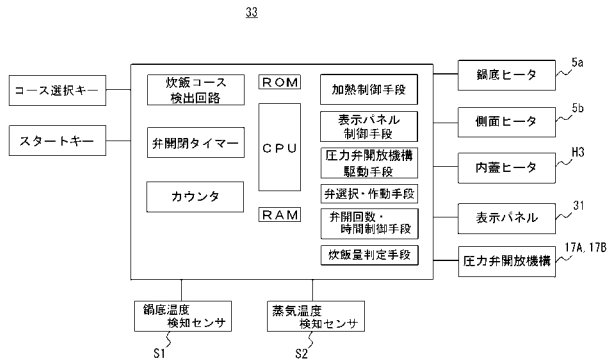 33
コース選択キー
スタートキー
炊飯コース
検出回路
弁開閉タイマー
カウンタ
ROM
CPU
RAM
加熱制御手段
表示パネル
制御手段
圧力弁開放機構
駆動手段
弁選択・作動手段
弁開回数・
時間制御手段
炊飯量判定手段
鍋底ヒータ
5a
側面ヒータ
5b
内蓋ヒータ
H3
表示パネル
31
圧力弁開放機構
17A, 17B
鍋底温度
検知センサ
S1
蒸気温度
検知センサ
S2